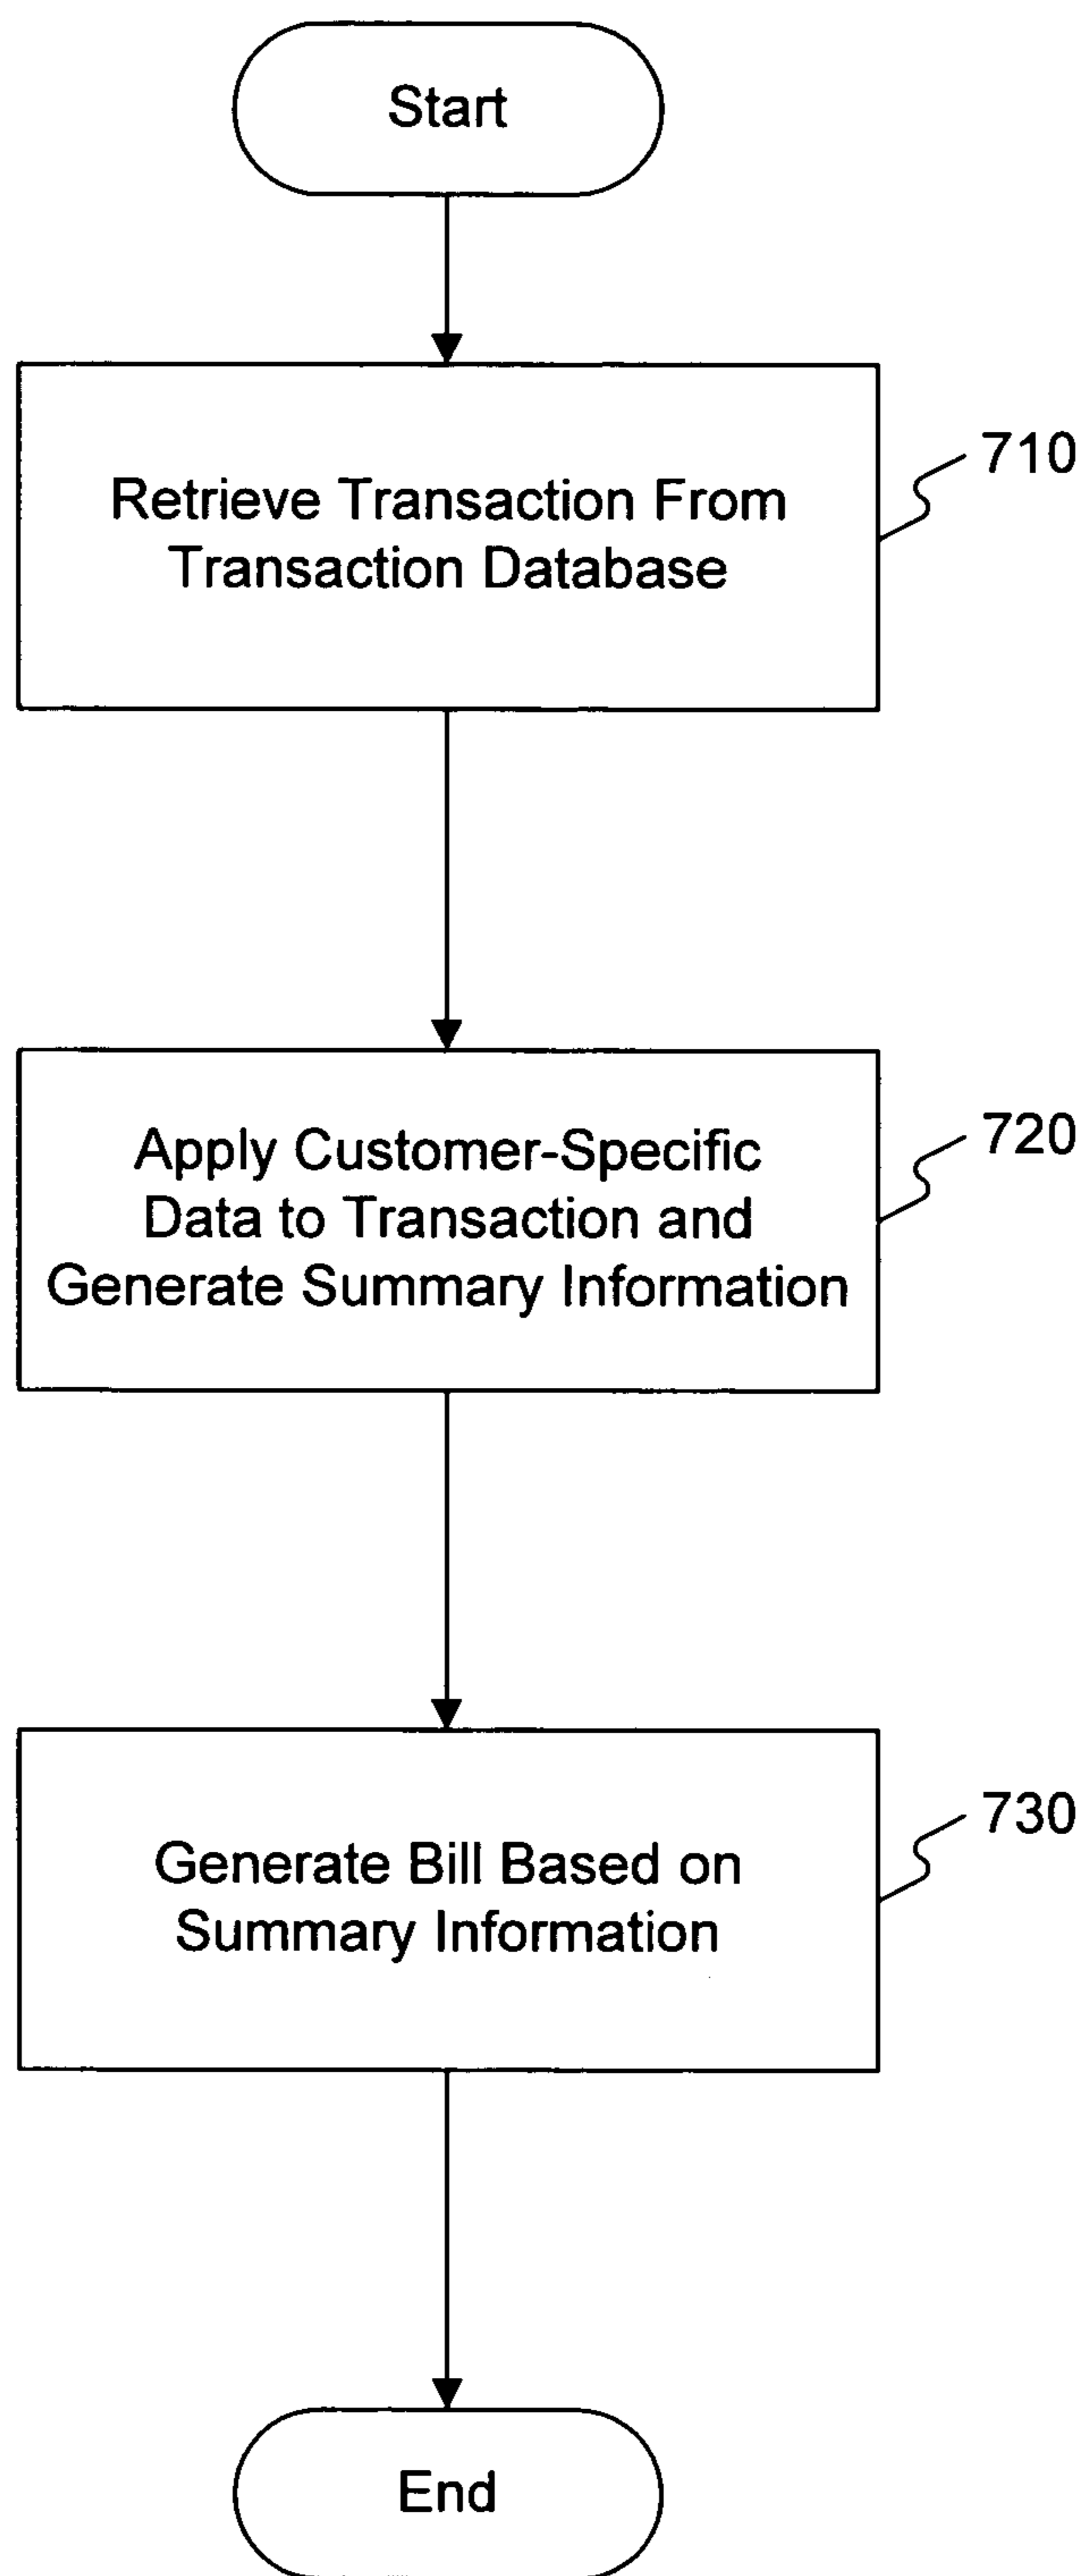 Start
Retrieve Transaction From
Transaction Database
710
Apply Customer-Specific
Data to Transaction and
Generate Summary Information
720
Generate Bill Based on
Summary Information
730
End